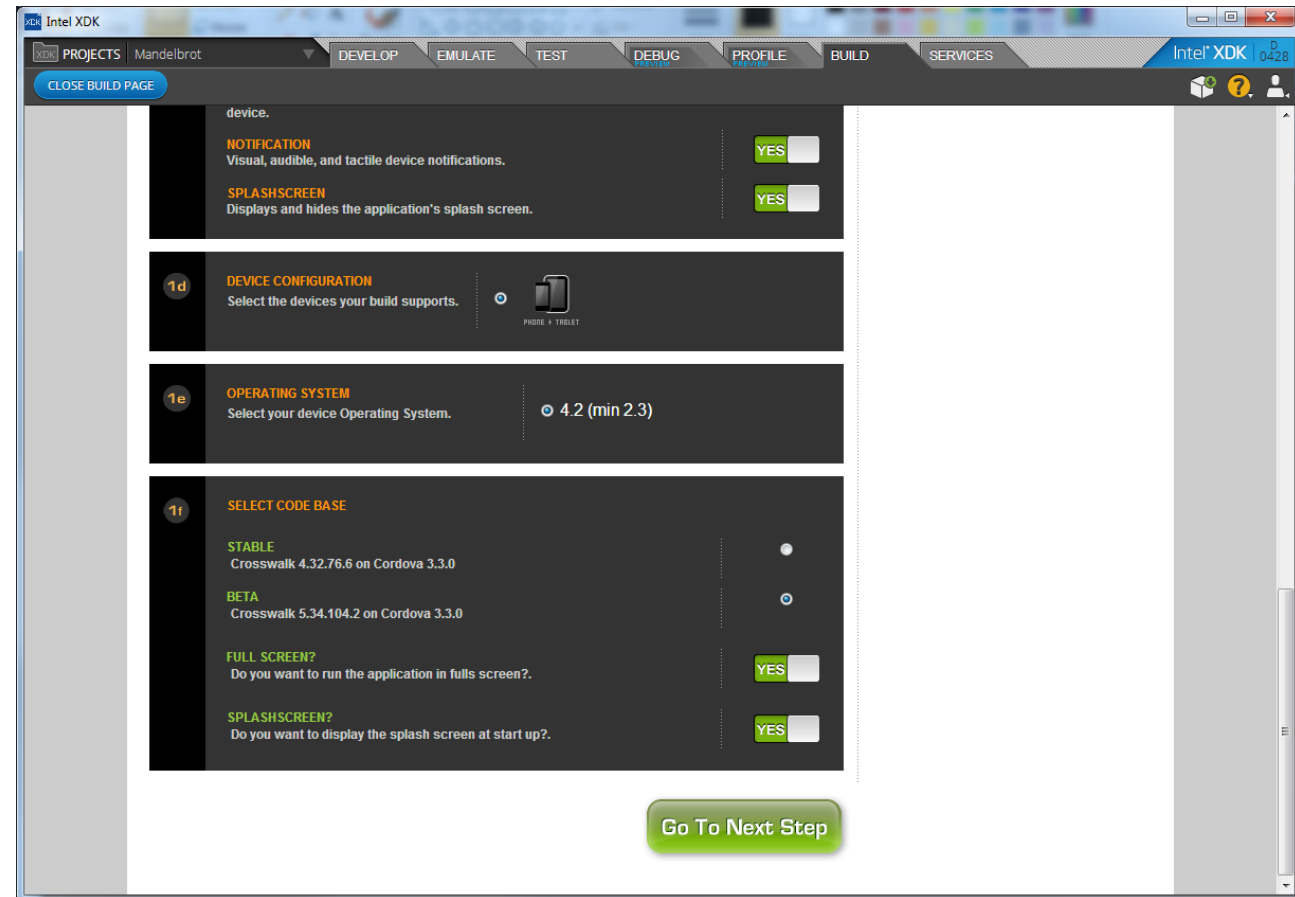 Intel XDK
XDK PROJECTS Mandelbrot DEVELOP EMULATE TEST DEBUG PREVIEW PROFILE PREVIEW BUILD SERVICES Intel® XDK D 0428
CLOSE BUILD PAGE
device.
NOTIFICATION
Visual, audible, and tactile device notifications.
YES
SPLASHSCREEN
Displays and hides the application's splash screen.
YES
1d
DEVICE CONFIGURATION
Select the devices your build supports.
PHONE + TABLET
1e
OPERATING SYSTEM
Select your device Operating System.
4.2 (min 2.3)
1f
SELECT CODE BASE
STABLE
Crosswalk 4.32.76.6 on Cordova 3.3.0
BETA
Crosswalk 5.34.104.2 on Cordova 3.3.0
FULL SCREEN?
Do you want to run the application in fulls screen?.
YES
SPLASHSCREEN?
Do you want to display the splash screen at start up?.
YES
Go To Next Step